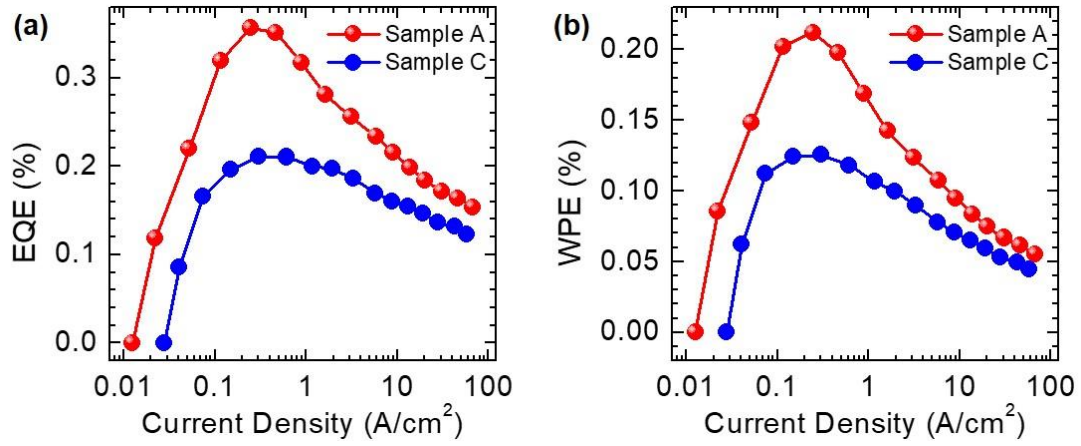 (a)
Sample A
Sample C
0.3
0.2
0.1
0.0
EQE (%)
0.01
0.1
1
10
100
Current Density (A/cm²)
(b)
Sample A
Sample C
0.20
0.15
0.10
0.05
0.00
WPE (%)
0.01
0.1
1
10
100
Current Density (A/cm²)